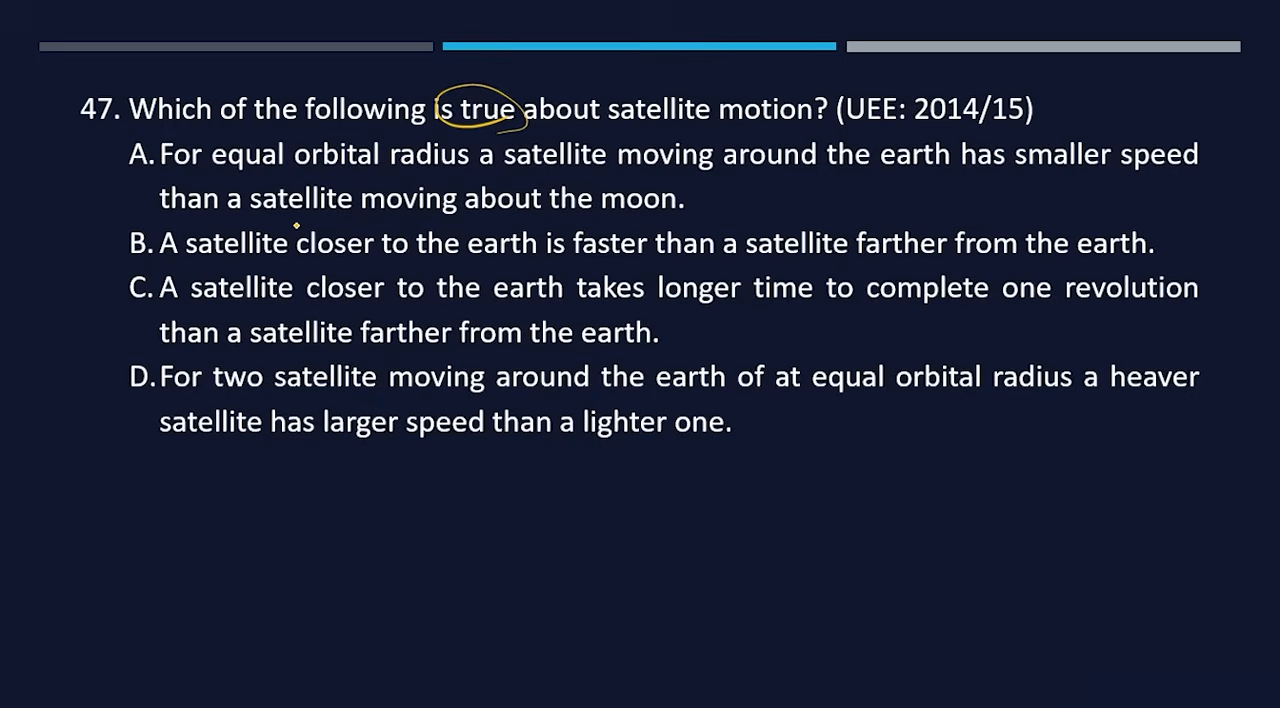 47. Which of the following is true about satellite motion? (UEE: 2014/15)
A. For equal orbital radius a satellite moving around the earth has smaller speed
than a satellite moving about the moon.
B. A satellite closer to the earth is faster than a satellite farther from the earth.
C. A satellite closer to the earth takes longer time to complete one revolution
than a satellite farther from the earth.
D. For two satellite moving around the earth of at equal orbital radius a heaver
satellite has larger speed than a lighter one.